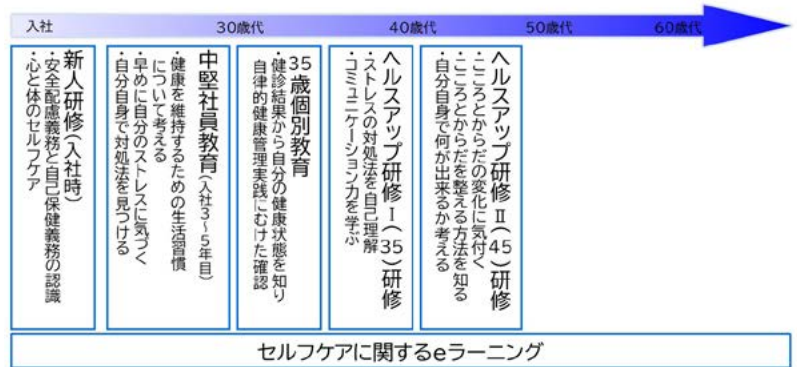 入社
30歳代
40歳代
50歳代
60歳代
新人研修(入社時)
・安全配慮義務と自己保健義務の認識
・心と体のセルフケア
中堅社員教育(入社3～5年目)
・健康を維持するための生活習慣
について考える
・早めに自分のストレスに気づく
・自分自身で対処法を見つける
35歳個別教育
・健診結果から自分の健康状態を知り
自律的健康管理実践にむけた確認
ヘルスアップ研修Ⅰ(35)研修
・ストレスの対処法を自己理解
・コミュニケーション力を学ぶ
ヘルスアップ研修Ⅱ(45)研修
・こころとからだの変化に気付く
・こころとからだを整える方法を知る
・自分自身で何が出来るか考える
セルフケアに関するeラーニング